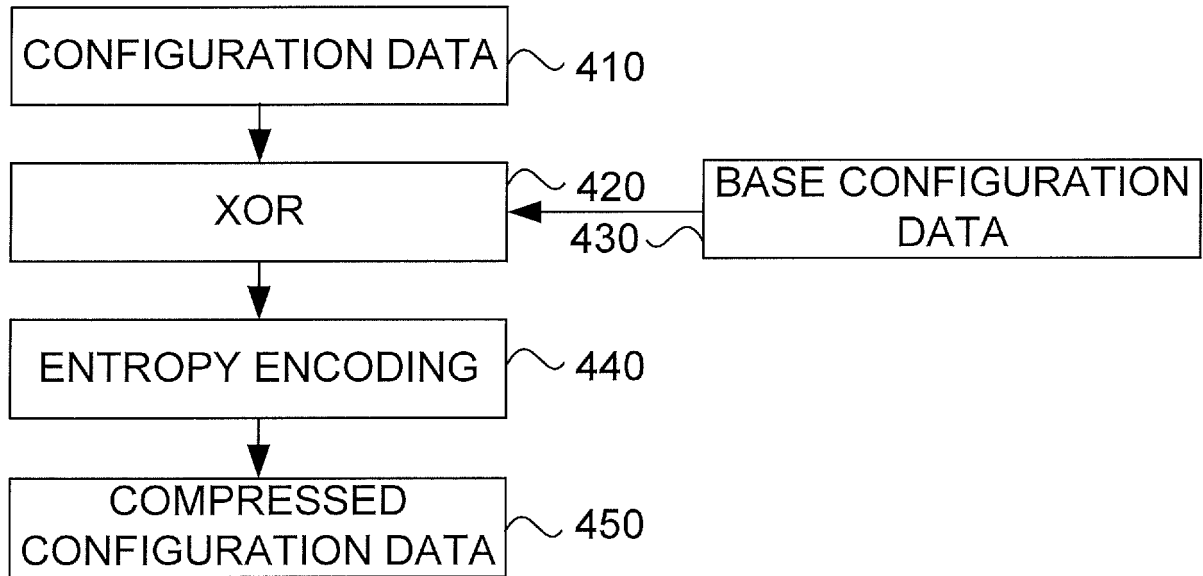 CONFIGURATION DATA
410
XOR
420
BASE CONFIGURATION
DATA
430
ENTROPY ENCODING
440
COMPRESSED
CONFIGURATION DATA
450